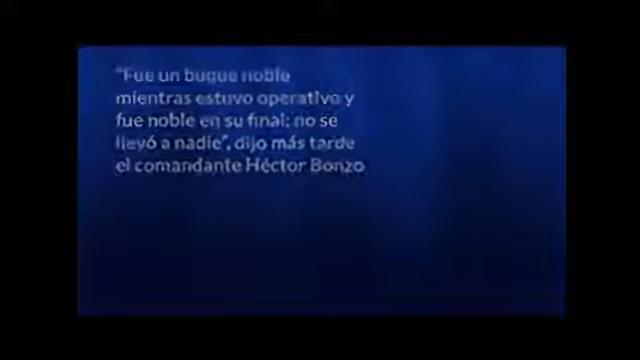 "Fue un buque noble
mientras estuvo operativo y
fue noble en su final: no se
llevó a nadie", dijo más tarde
el comandante Héctor Bonzo